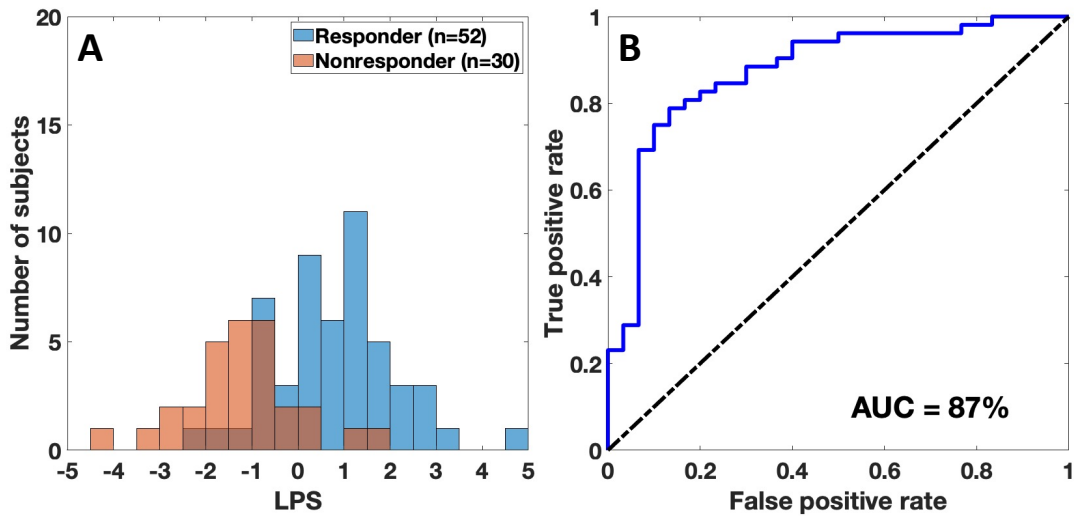 A
Responder (n=52)
Nonresponder (n=30)
20
15
10
5
0
Number of subjects
-5 -4 -3 -2 -1 0 1 2 3 4 5
LPS
B
1
0.8
0.6
0.4
0.2
0
True positive rate
AUC = 87%
0 0.2 0.4 0.6 0.8 1
False positive rate